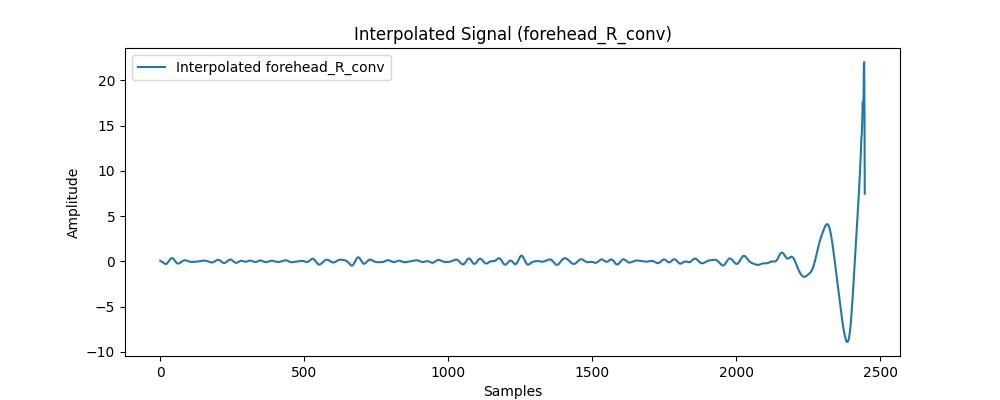 Interpolated Signal (forehead_R_conv)
Interpolated forehead_R_conv
20
15
10
5
0
−5
−10
Amplitude
0 500 1000 1500 2000 2500
Samples